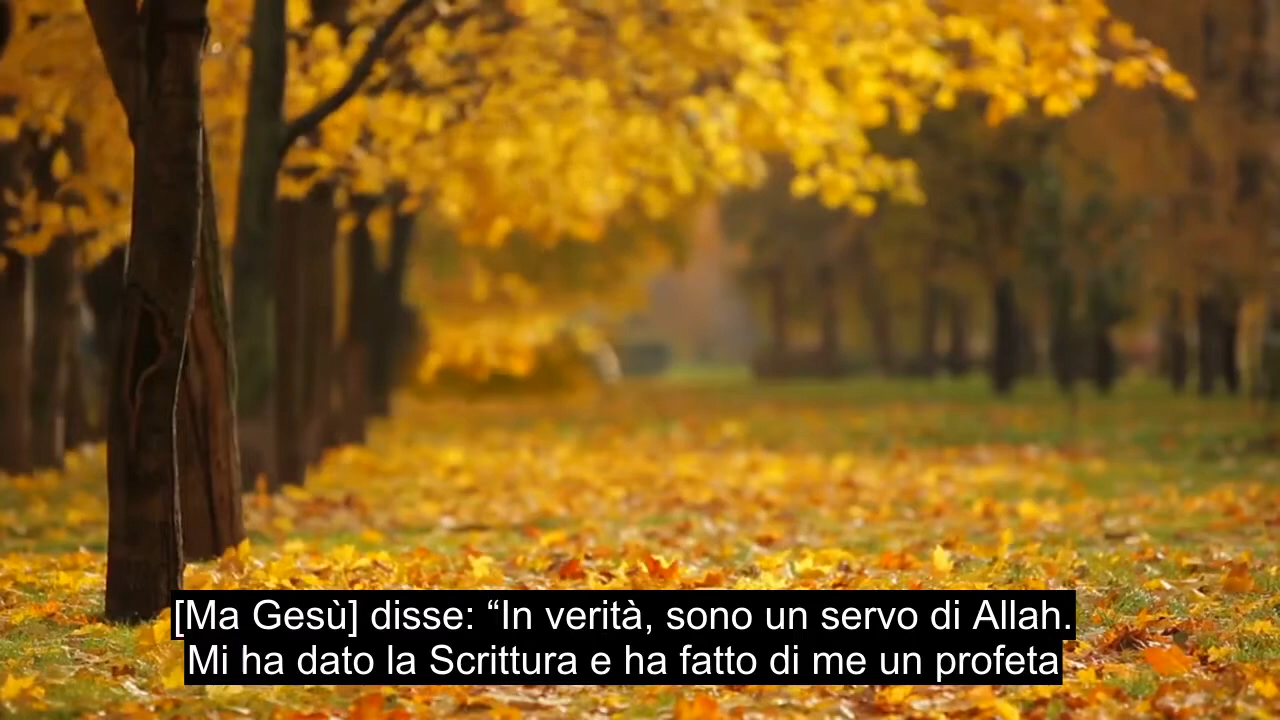 [Ma Gesù] disse: “In verità, sono un servo di Allah.
Mi ha dato la Scrittura e ha fatto di me un profeta